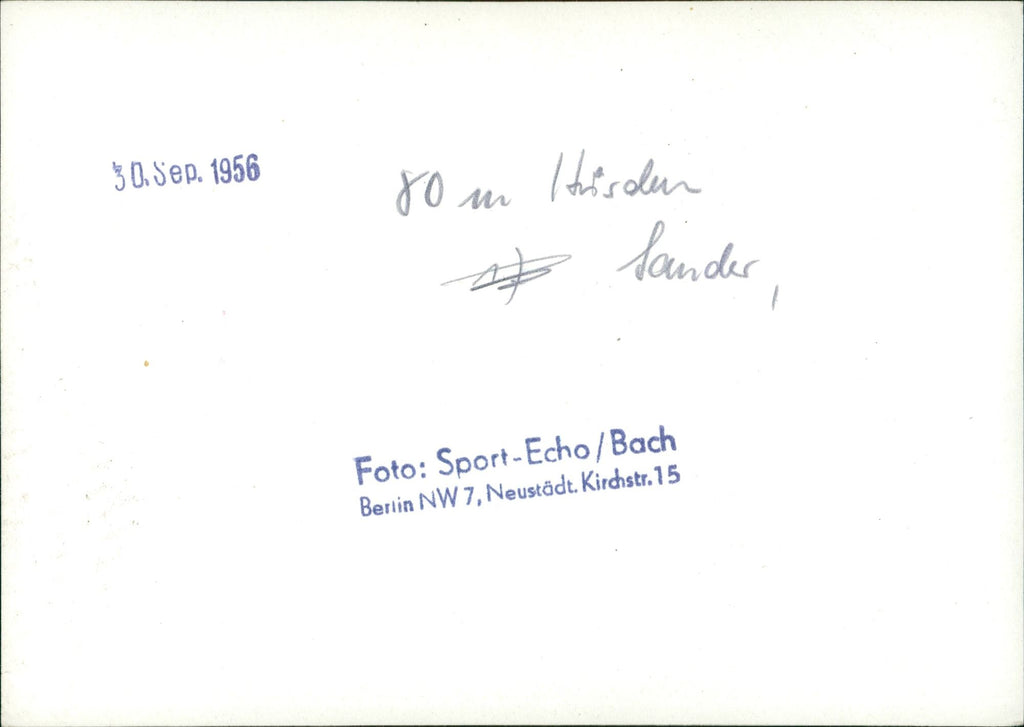 30. Sep. 1956
80 m Hürden
Sander,
Foto: Sport-Echo/Bach
Berlin NW 7, Neustädt. Kirchstr. 15